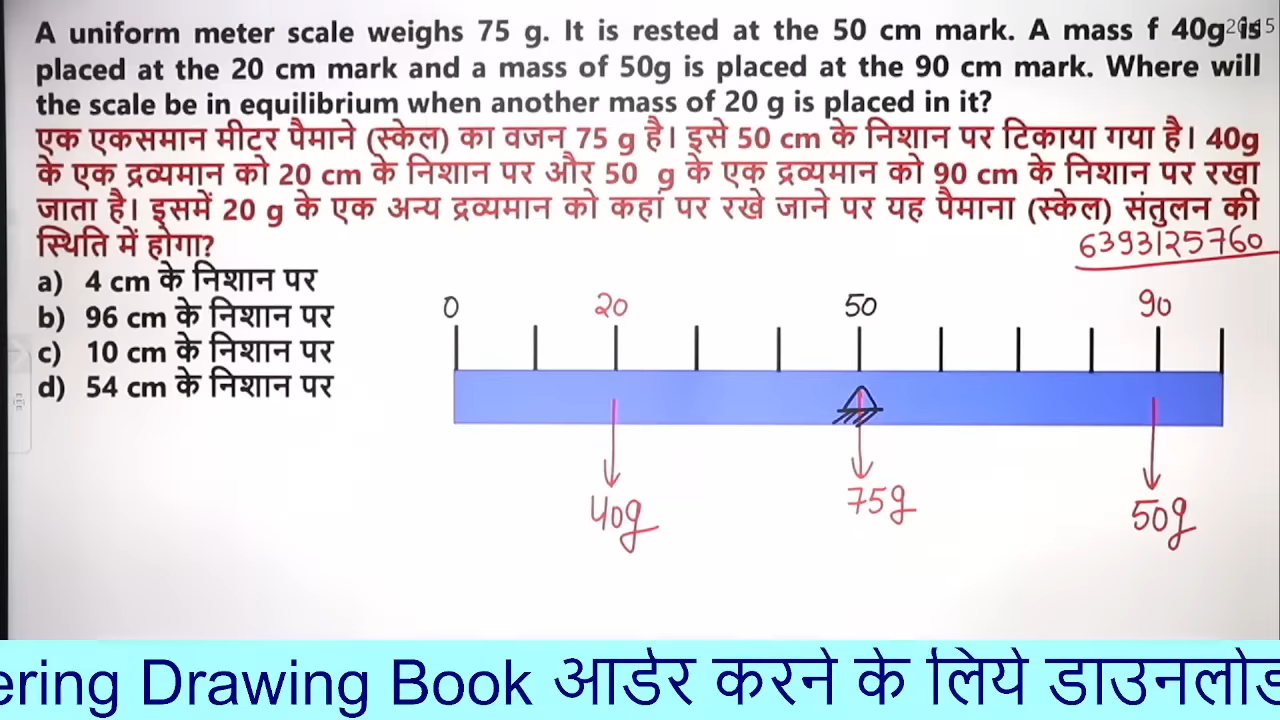 A uniform meter scale weighs 75 g. It is rested at the 50 cm mark. A mass f 40g is
placed at the 20 cm mark and a mass of 50g is placed at the 90 cm mark. Where will
the scale be in equilibrium when another mass of 20 g is placed in it?
एक एकसमान मीटर पैमाने (स्केल) का वजन 75 g है। इसे 50 cm के निशान पर टिकाया गया है। 40g
के एक द्रव्यमान को 20 cm के निशान पर और 50 g के एक द्रव्यमान को 90 cm के निशान पर रखा
जाता है। इसमें 20 g के एक अन्य द्रव्यमान को कहां पर रखे जाने पर यह पैमाना (स्केल) संतुलन की
स्थिति में होगा?
6393125760
a) 4 cm के निशान पर
b) 96 cm के निशान पर
c) 10 cm के निशान पर
d) 54 cm के निशान पर
0 20 50 90
40g 75g 50g
ering Drawing Book आर्डर करने के लिये डाउनलोड